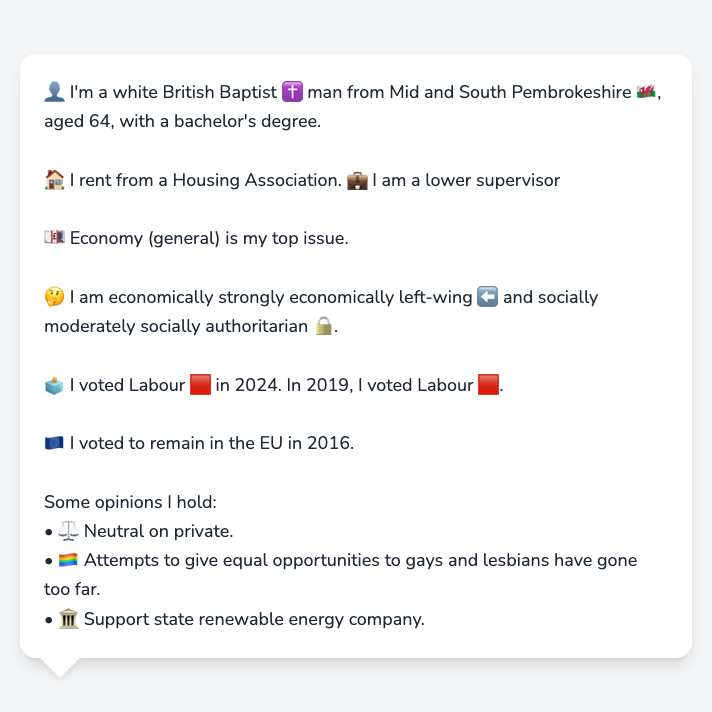 👤 I'm a white British Baptist ✝️ man from Mid and South Pembrokeshire 🏴󠁧󠁢󠁷󠁬󠁳󠁿,
aged 64, with a bachelor's degree.
🏠 I rent from a Housing Association. 💼 I am a lower supervisor
💷 Economy (general) is my top issue.
🤔 I am economically strongly economically left-wing ⬅️ and socially
moderately socially authoritarian 🔒.
🗳️ I voted Labour 🟥 in 2024. In 2019, I voted Labour 🟥.
🇪🇺 I voted to remain in the EU in 2016.
Some opinions I hold:
• ⚖️ Neutral on private.
• 🏳️‍🌈 Attempts to give equal opportunities to gays and lesbians have gone
too far.
• 🏛️ Support state renewable energy company.